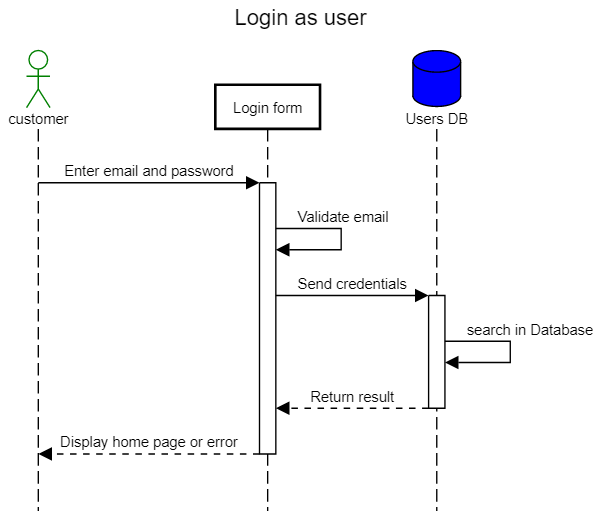 Login as user
customer
Login form
Users DB
Enter email and password
Validate email
Send credentials
search in Database
Return result
Display home page or error